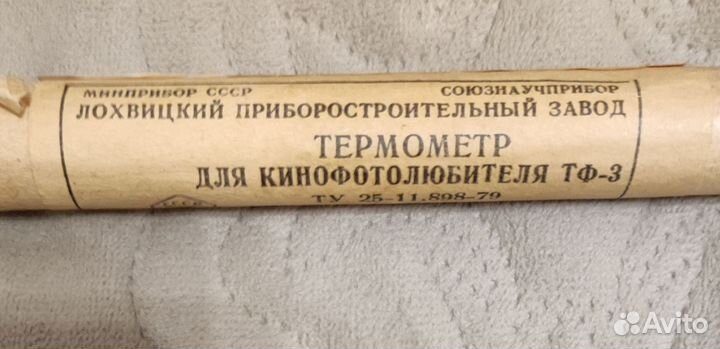 МИНПРИБОР СССР СОЮЗНАУЧПРИБОР
ЛОХВИЦКИЙ ПРИБОРОСТРОИТЕЛЬНЫЙ ЗАВОД
ТЕРМОМЕТР
ДЛЯ КИНОФОТОЛЮБИТЕЛЯ ТФ-3
ТУ 25-11.898-79
Avito